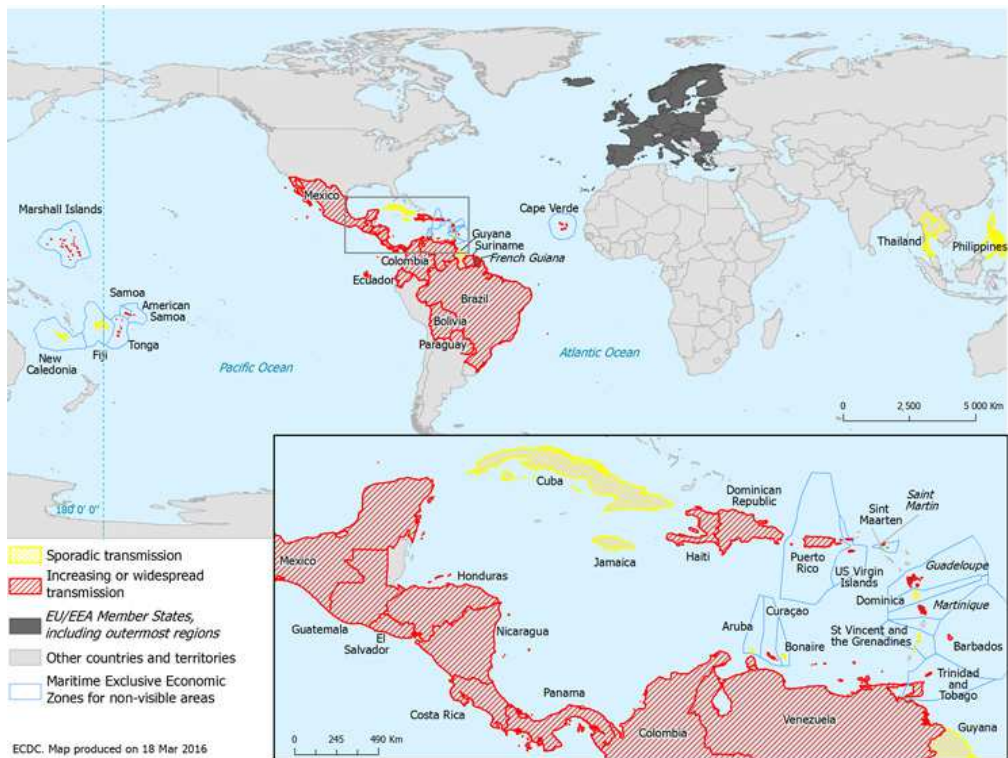 Marshall Islands
Samoa
American
Samoa
Tonga
Fiji
New
Caledonia
Pacific Ocean
Mexico
Colombia
Ecuador
Guyana
Suriname
French Guiana
Brazil
Bolivia
Paraguay
Cape Verde
Atlantic Ocean
Thailand
Philippines
0 2,500 5 000 Km
180°0' 0"
Sporadic transmission
Increasing or widespread
transmission
EU/EEA Member States,
including outermost regions
Other countries and territories
Maritime Exclusive Economic
Zones for non-visible areas
ECDC. Map produced on 18 Mar 2016
Cuba
Jamaica
Haiti
Dominican
Republic
Puerto
Rico
US Virgin
Islands
Sint
Maarten
Saint
Martin
Guadeloupe
Dominica
Martinique
St Vincent and
the Grenadines
Barbados
Trinidad
and
Tobago
Guyana
Aruba
Curaçao
Bonaire
Mexico
Guatemala
El
Salvador
Honduras
Nicaragua
Costa Rica
Panama
Colombia
Venezuela
0 245 490 Km